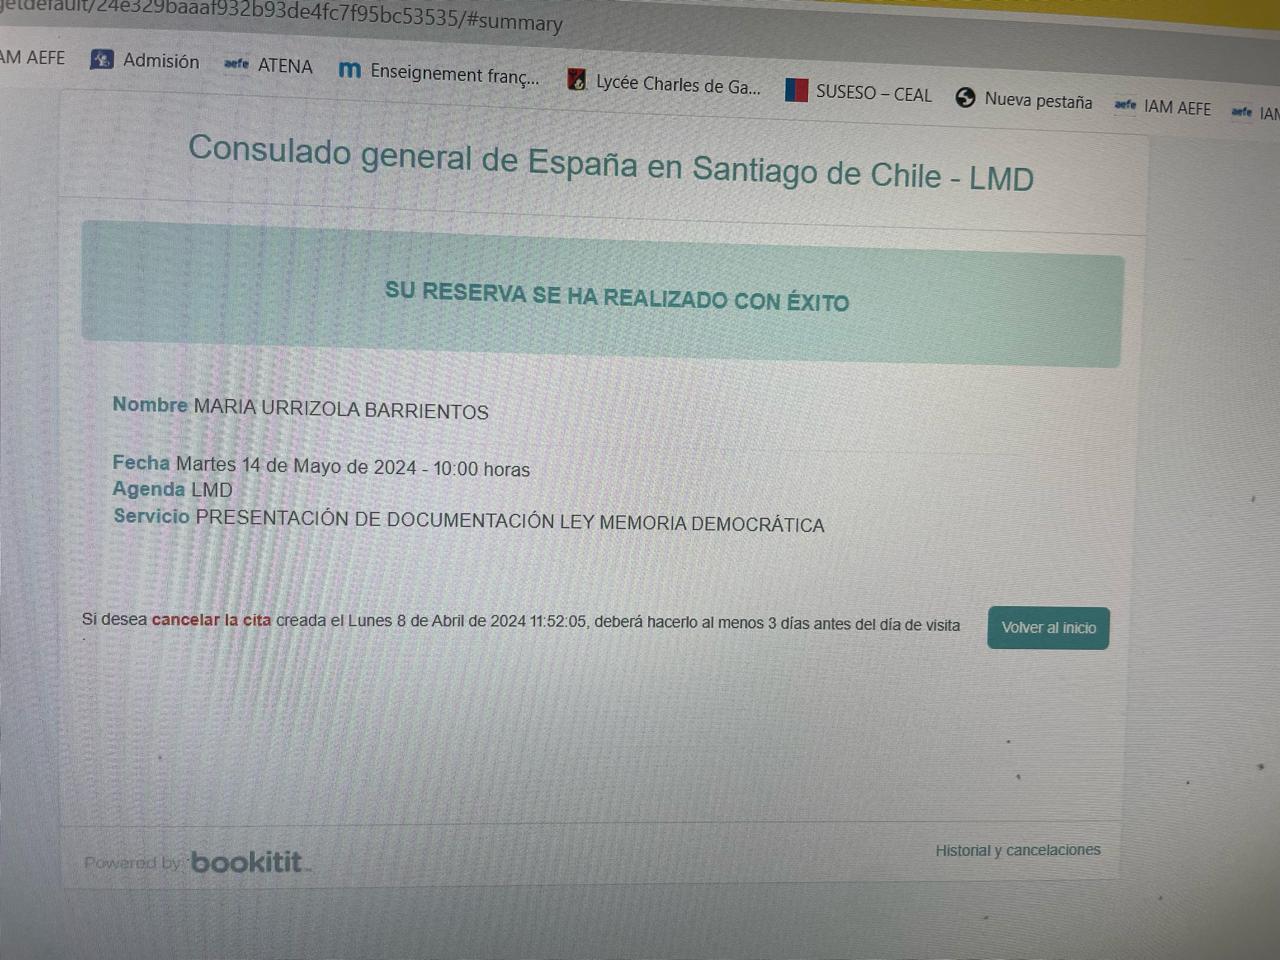 getdefault/24e329baaaf932b93de4fc7f95bc53535/#summary
IAM AEFE Admisión aefe ATENA m Enseignement franç... Lycée Charles de Ga... SUSESO – CEAL Nueva pestaña aefe IAM AEFE aefe IAM
Consulado general de España en Santiago de Chile - LMD
SU RESERVA SE HA REALIZADO CON ÉXITO
Nombre MARIA URRIZOLA BARRIENTOS
Fecha Martes 14 de Mayo de 2024 - 10:00 horas
Agenda LMD
Servicio PRESENTACIÓN DE DOCUMENTACIÓN LEY MEMORIA DEMOCRÁTICA
Si desea cancelar la cita creada el Lunes 8 de Abril de 2024 11:52:05, deberá hacerlo al menos 3 días antes del día de visita
Volver al inicio
Powered by: bookitit
Historial y cancelaciones